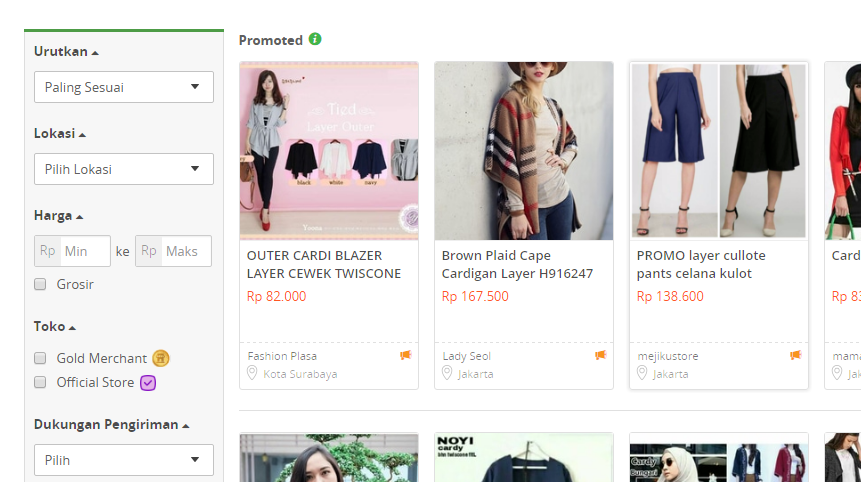 Urutkan
Paling Sesuai
Lokasi
Pilih Lokasi
Harga
Rp Min ke Rp Maks
Grosir
Toko
Gold Merchant
Official Store
Dukungan Pengiriman
Pilih
Promoted
Tied
Layer Outer
black white navy
OUTER CARDI BLAZER
LAYER CEWEK TWISCONE
Rp 82.000
Fashion Plasa
Kota Surabaya
Brown Plaid Cape
Cardigan Layer H916247
Rp 167.500
Lady Seol
Jakarta
PROMO layer cullote
pants celana kulot
Rp 138.600
mejikustore
Jakarta
Card
Rp 83
mama
Jak
NOYI
cardy
Cardy
Bungari